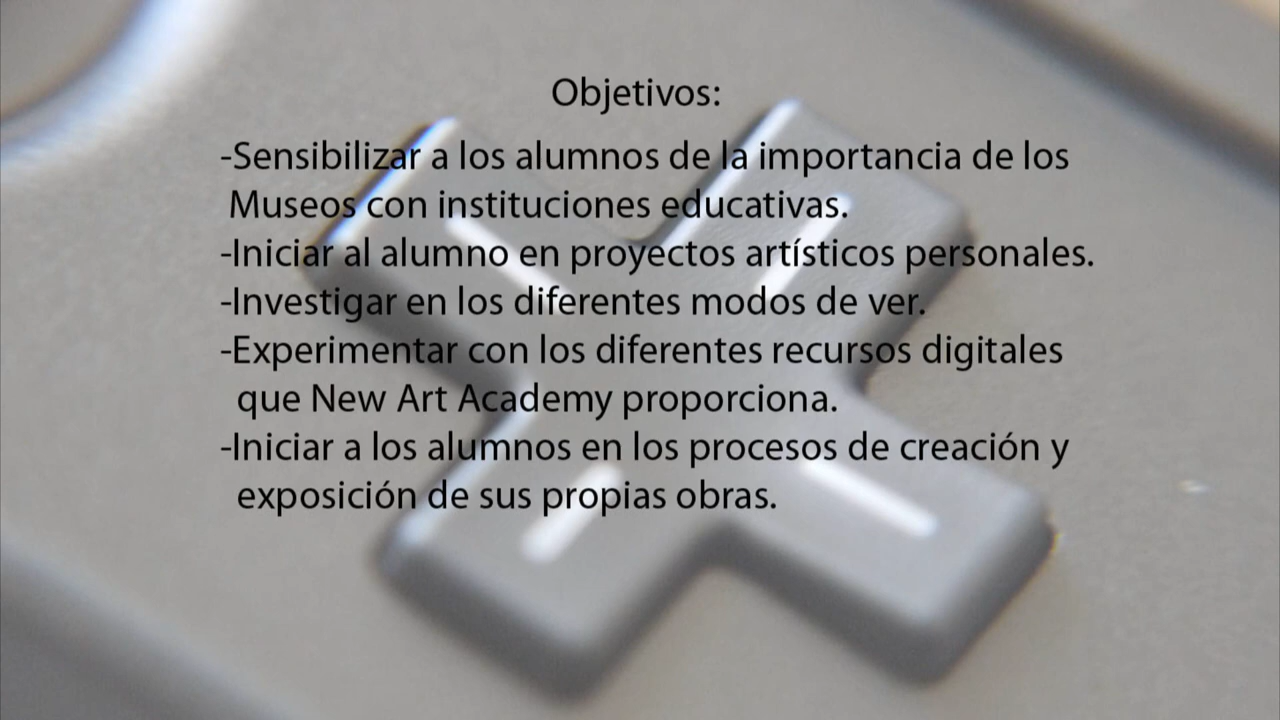 Objetivos:
-Sensibilizar a los alumnos de la importancia de los
Museos con instituciones educativas.
-Iniciar al alumno en proyectos artísticos personales.
-Investigar en los diferentes modos de ver.
-Experimentar con los diferentes recursos digitales
que New Art Academy proporciona.
-Iniciar a los alumnos en los procesos de creación y
exposición de sus propias obras.